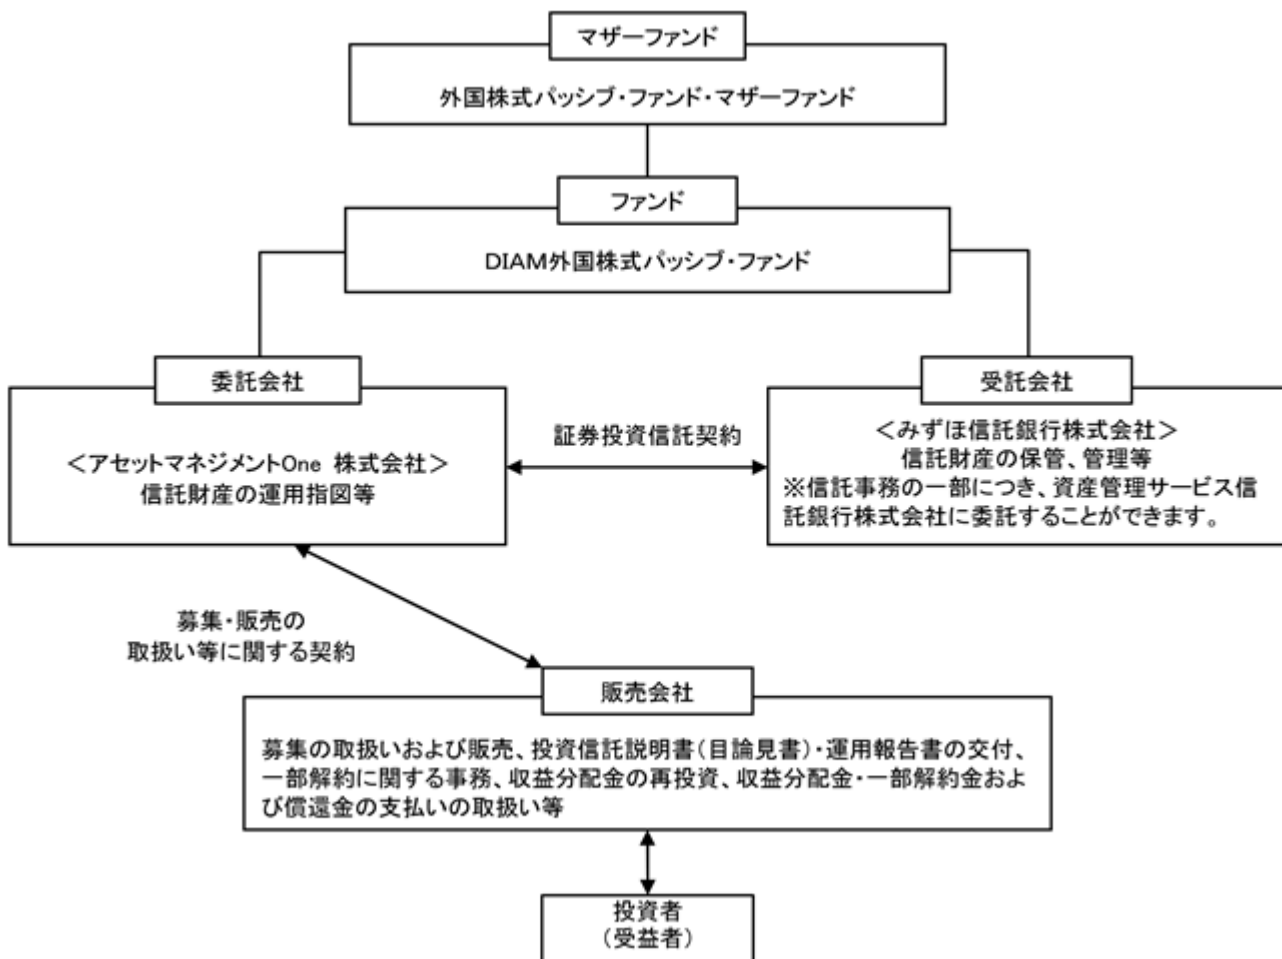 マザーファンド
外国株式パッシブ・ファンド・マザーファンド
ファンド
DIAM外国株式パッシブ・ファンド
委託会社
＜アセットマネジメントOne 株式会社＞
信託財産の運用指図等
証券投資信託契約
受託会社
＜みずほ信託銀行株式会社＞
信託財産の保管、管理等
※信託事務の一部につき、資産管理サービス信
託銀行株式会社に委託することができます。
募集・販売の
取扱い等に関する契約
販売会社
募集の取扱いおよび販売、投資信託説明書（目論見書）・運用報告書の交付、
一部解約に関する事務、収益分配金の再投資、収益分配金・一部解約金およ
び償還金の支払いの取扱い等
投資者
（受益者）